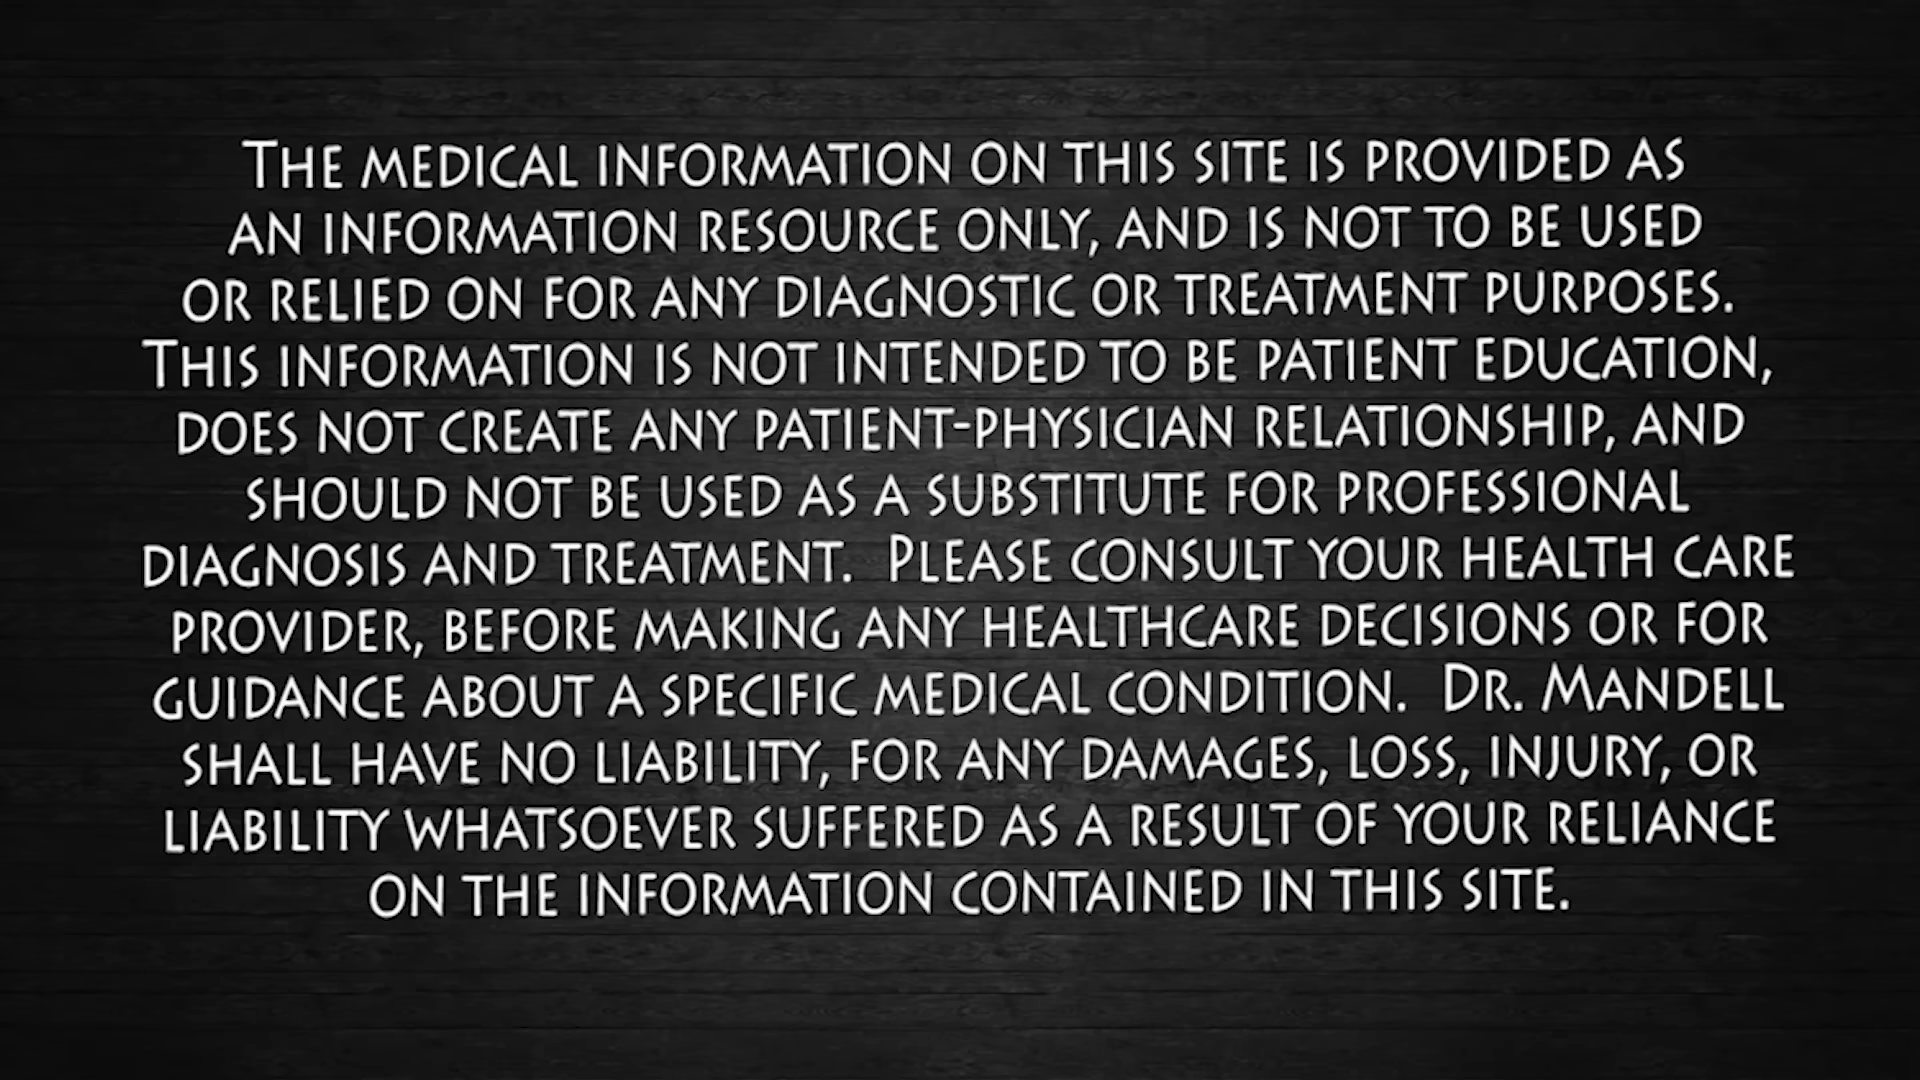 The medical information on this site is provided as
an information resource only, and is not to be used
or relied on for any diagnostic or treatment purposes.
This information is not intended to be patient education,
does not create any patient-physician relationship, and
should not be used as a substitute for professional
diagnosis and treatment.  Please consult your health care
provider, before making any healthcare decisions or for
guidance about a specific medical condition.  Dr. Mandell
shall have no liability, for any damages, loss, injury, or
liability whatsoever suffered as a result of your reliance
on the information contained in this site.